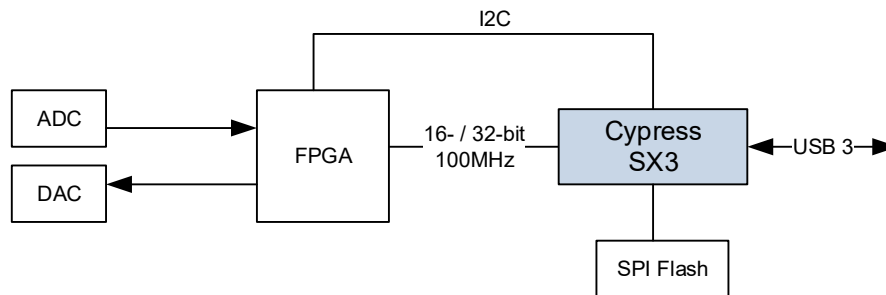 I2C
ADC
DAC
FPGA
16- / 32-bit
100MHz
Cypress
SX3
USB 3
SPI Flash